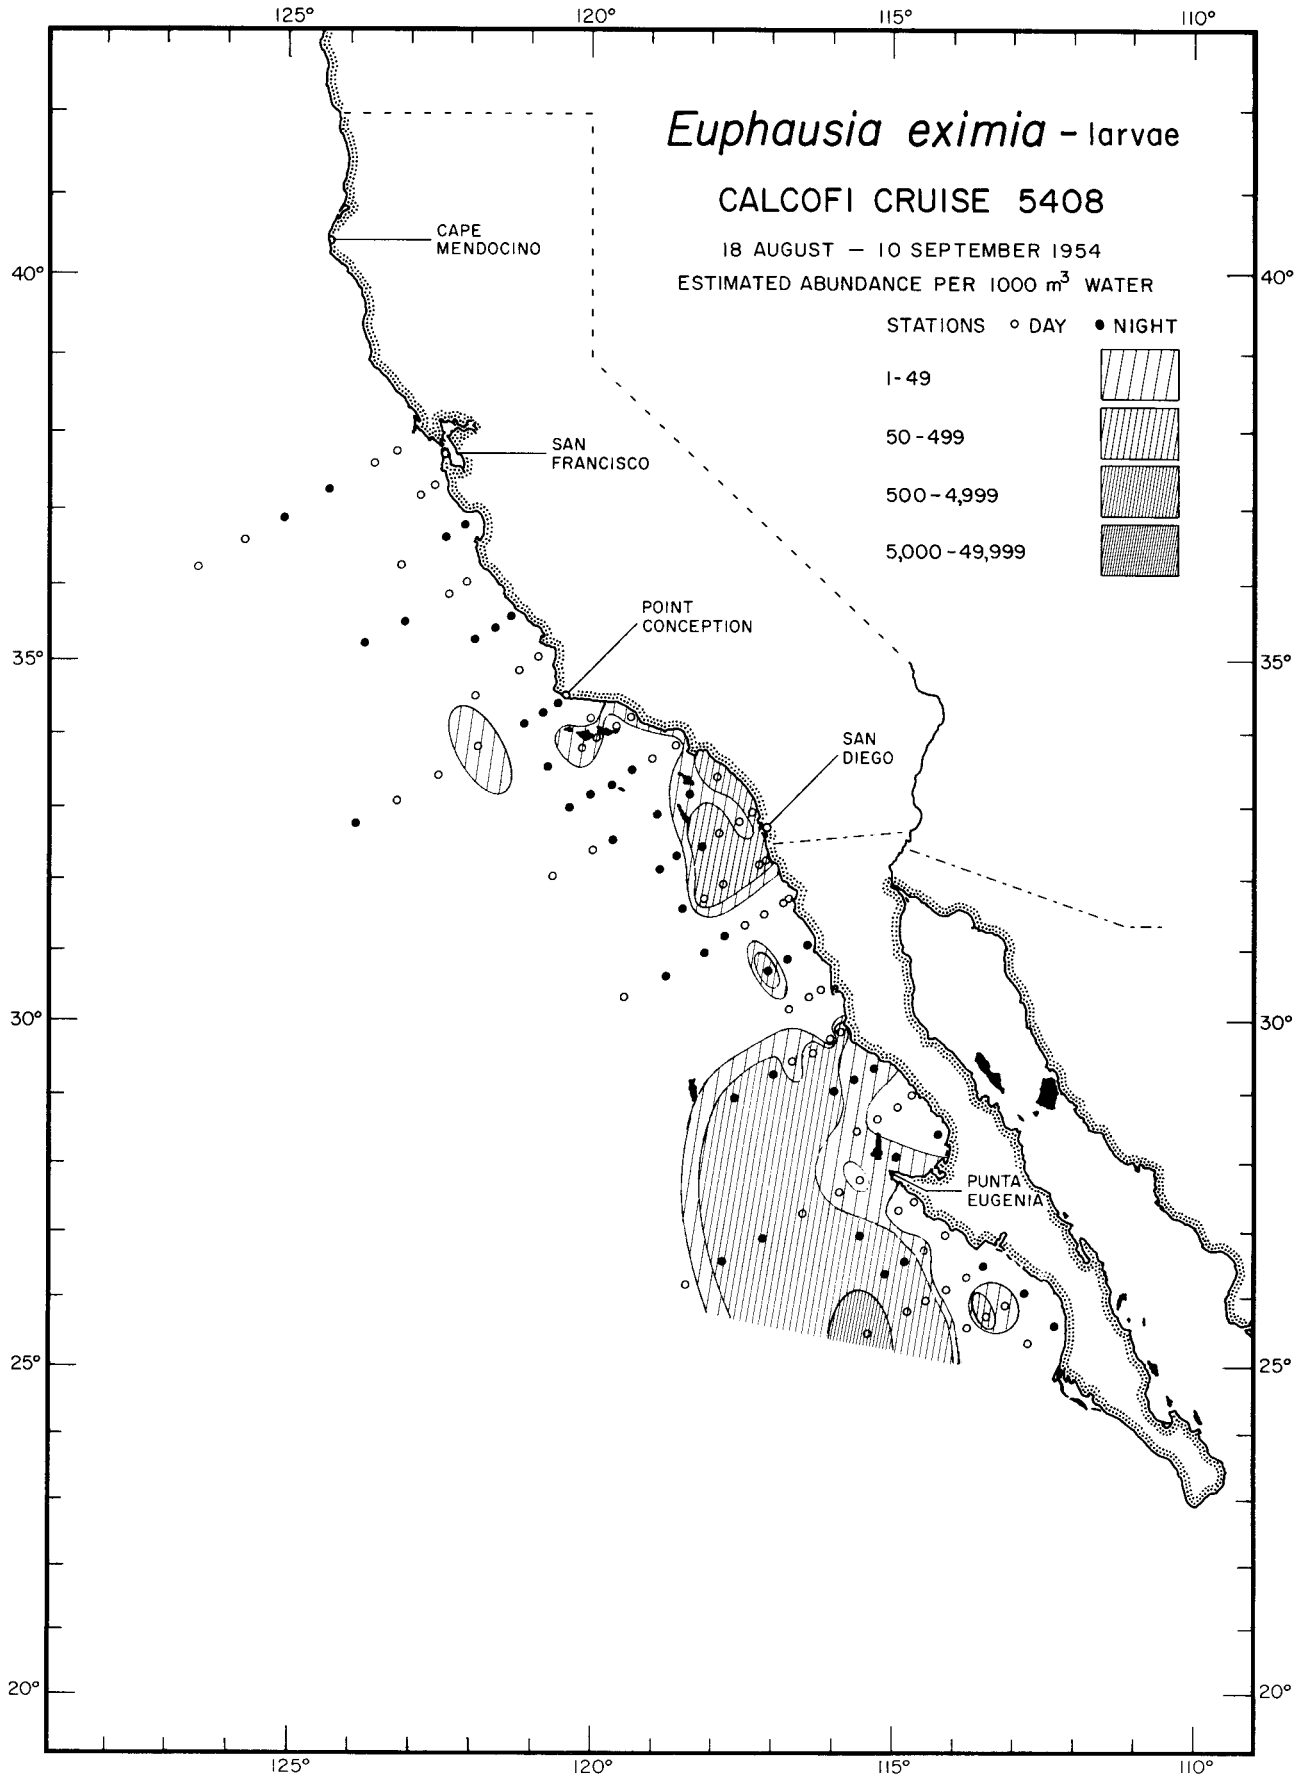 125°
120°
115°
110°
Euphausia eximia - larvae
CALCOFI CRUISE 5408
18 AUGUST — 10 SEPTEMBER 1954
ESTIMATED ABUNDANCE PER 1000 m³ WATER
STATIONS ○ DAY ● NIGHT
1-49
50-499
500-4,999
5,000-49,999
CAPE
MENDOCINO
40°
40°
SAN
FRANCISCO
POINT
CONCEPTION
35°
35°
SAN
DIEGO
30°
30°
PUNTA
EUGENIA
25°
25°
20°
20°
125°
120°
115°
110°